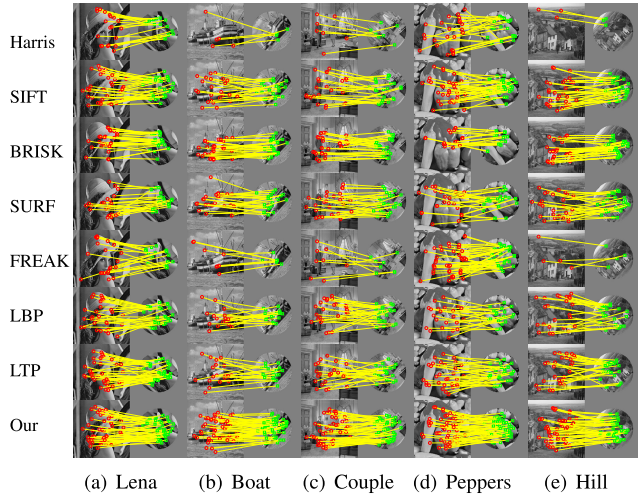 Harris
SIFT
BRISK
SURF
FREAK
LBP
LTP
Our
(a) Lena (b) Boat (c) Couple (d) Peppers (e) Hill